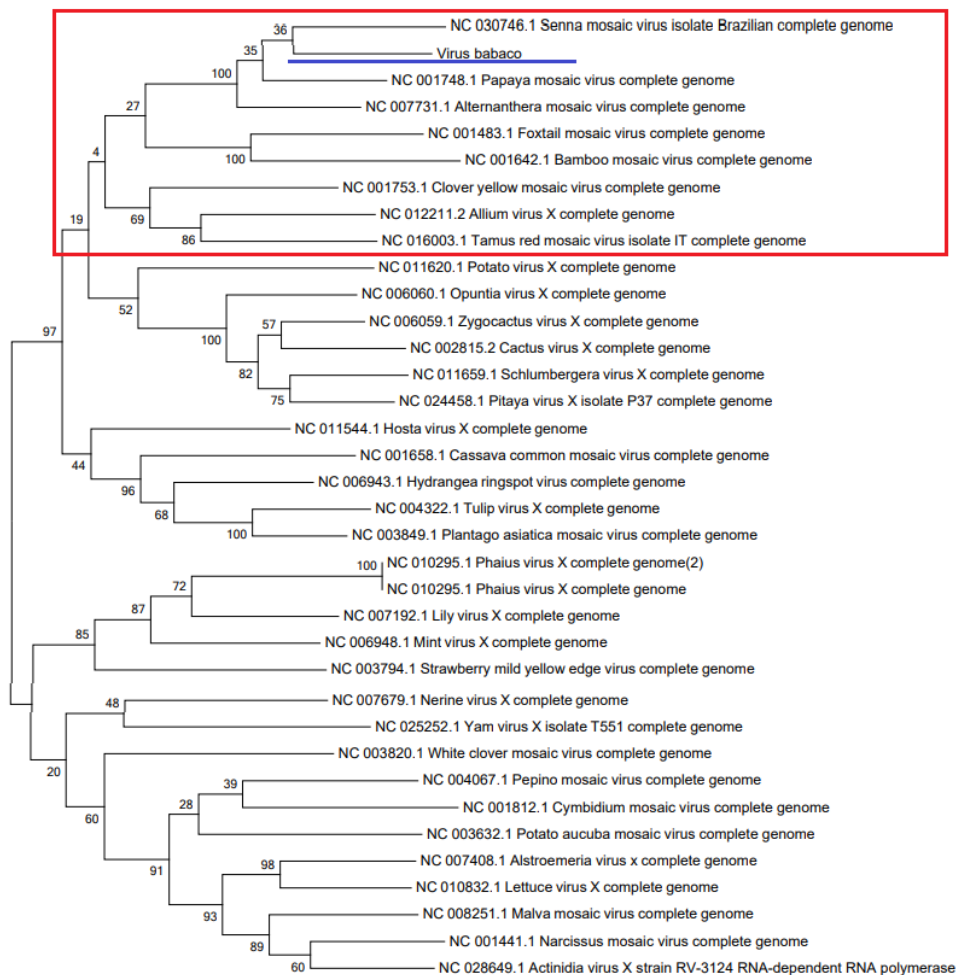 NC 030746.1 Senna mosaic virus isolate Brazilian complete genome
36
Virus babaco
35
NC 001748.1 Papaya mosaic virus complete genome
100
NC 007731.1 Alternanthera mosaic virus complete genome
27
NC 001483.1 Foxtail mosaic virus complete genome
100
NC 001642.1 Bamboo mosaic virus complete genome
4
NC 001753.1 Clover yellow mosaic virus complete genome
69
NC 012211.2 Allium virus X complete genome
86
NC 016003.1 Tamus red mosaic virus isolate IT complete genome
19
NC 011620.1 Potato virus X complete genome
52
NC 006060.1 Opuntia virus X complete genome
100
NC 006059.1 Zygocactus virus X complete genome
57
NC 002815.2 Cactus virus X complete genome
82
NC 011659.1 Schlumbergera virus X complete genome
75
NC 024458.1 Pitaya virus X isolate P37 complete genome
97
NC 011544.1 Hosta virus X complete genome
44
NC 001658.1 Cassava common mosaic virus complete genome
96
NC 006943.1 Hydrangea ringspot virus complete genome
68
NC 004322.1 Tulip virus X complete genome
100
NC 003849.1 Plantago asiatica mosaic virus complete genome
NC 010295.1 Phaius virus X complete genome(2)
100
NC 010295.1 Phaius virus X complete genome
72
NC 007192.1 Lily virus X complete genome
87
NC 006948.1 Mint virus X complete genome
85
NC 003794.1 Strawberry mild yellow edge virus complete genome
NC 007679.1 Nerine virus X complete genome
48
NC 025252.1 Yam virus X isolate T551 complete genome
20
NC 003820.1 White clover mosaic virus complete genome
60
NC 004067.1 Pepino mosaic virus complete genome
39
NC 001812.1 Cymbidium mosaic virus complete genome
28
NC 003632.1 Potato aucuba mosaic virus complete genome
91
NC 007408.1 Alstroemeria virus x complete genome
98
NC 010832.1 Lettuce virus X complete genome
93
NC 008251.1 Malva mosaic virus complete genome
89
NC 001441.1 Narcissus mosaic virus complete genome
60
NC 028649.1 Actinidia virus X strain RV-3124 RNA-dependent RNA polymerase